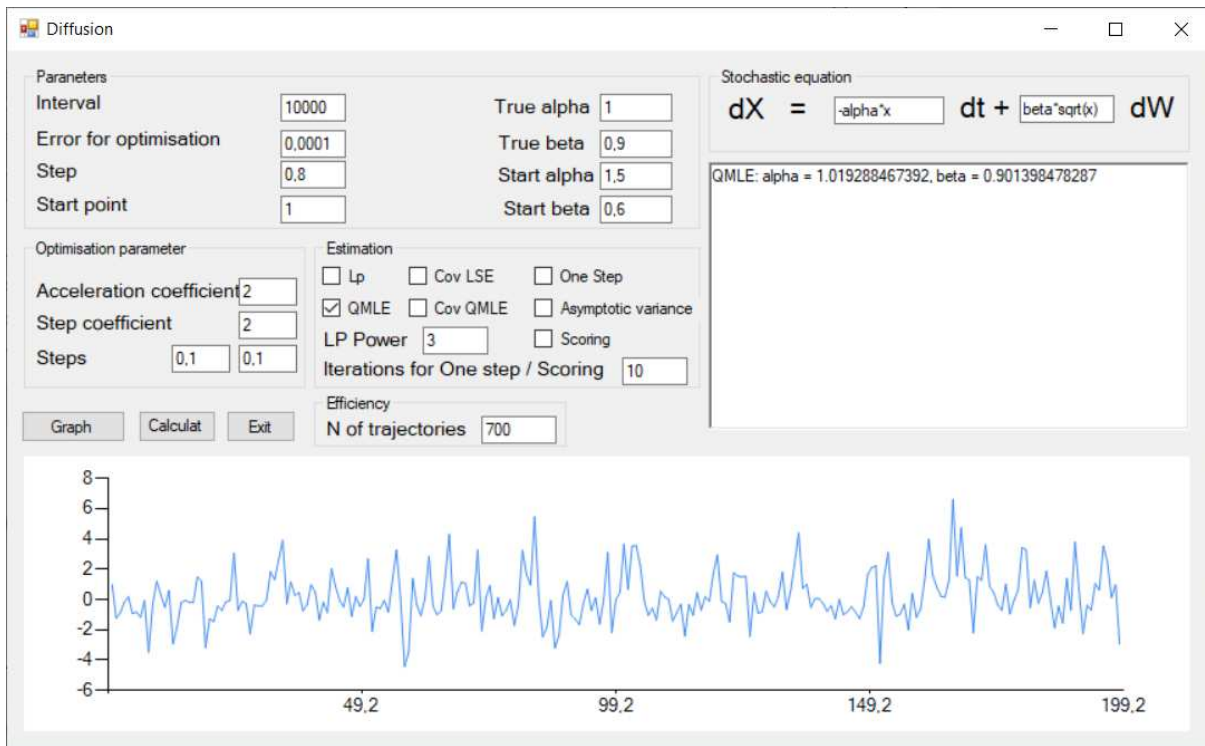 Diffusion
Parameters
Interval 10000 True alpha 1
Error for optimisation 0,0001 True beta 0,9
Step 0,8 Start alpha 1,5
Start point 1 Start beta 0,6
Stochastic equation
dX = -alpha*x dt + beta*sqrt(x) dW
QMLE: alpha = 1.019288467392, beta = 0.901398478287
Optimisation parameter
Acceleration coefficient 2
Step coefficient 2
Steps 0,1 0,1
Estimation
Lp Cov LSE One Step
QMLE Cov QMLE Asymptotic variance
LP Power 3 Scoring
Iterations for One step / Scoring 10
Graph Calculat Exit
Efficiency
N of trajectories 700
8
6
4
2
0
-2
-4
-6
49,2 99,2 149,2 199,2